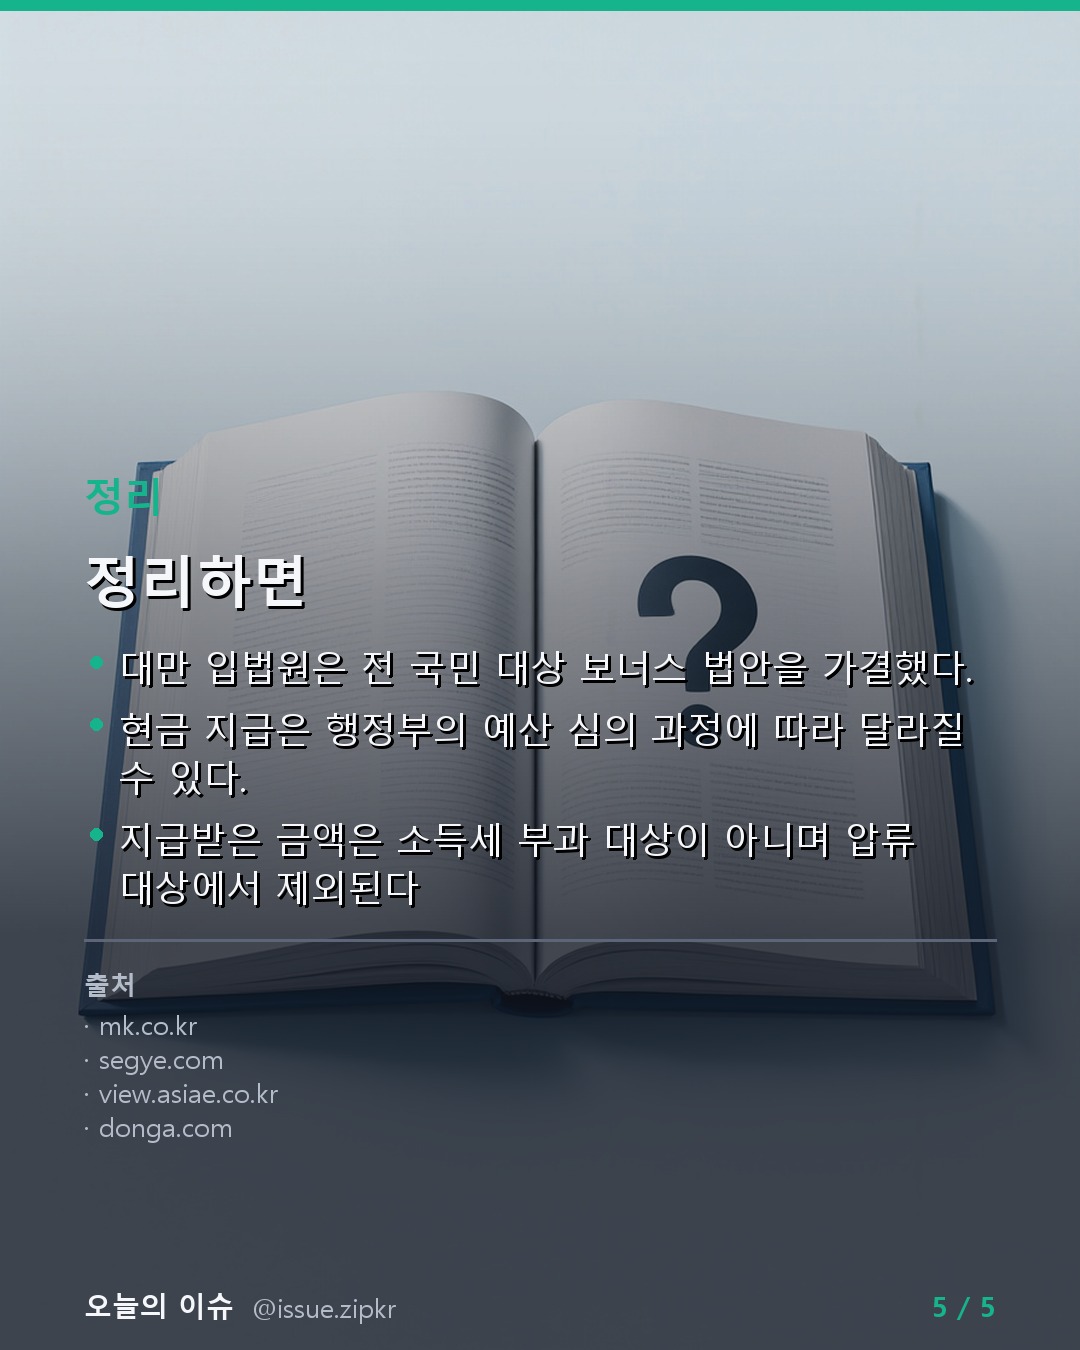 정리
정리하면
• 대만 입법원은 전 국민 대상 보너스 법안을 가결했다.
• 현금 지급은 행정부의 예산 심의 과정에 따라 달라질
수 있다.
• 지급받은 금액은 소득세 부과 대상이 아니며 압류
대상에서 제외된다
?
출처
· mk.co.kr
· segye.com
· view.asiae.co.kr
· donga.com
오늘의 이슈 @issue.zipkr
5 / 5